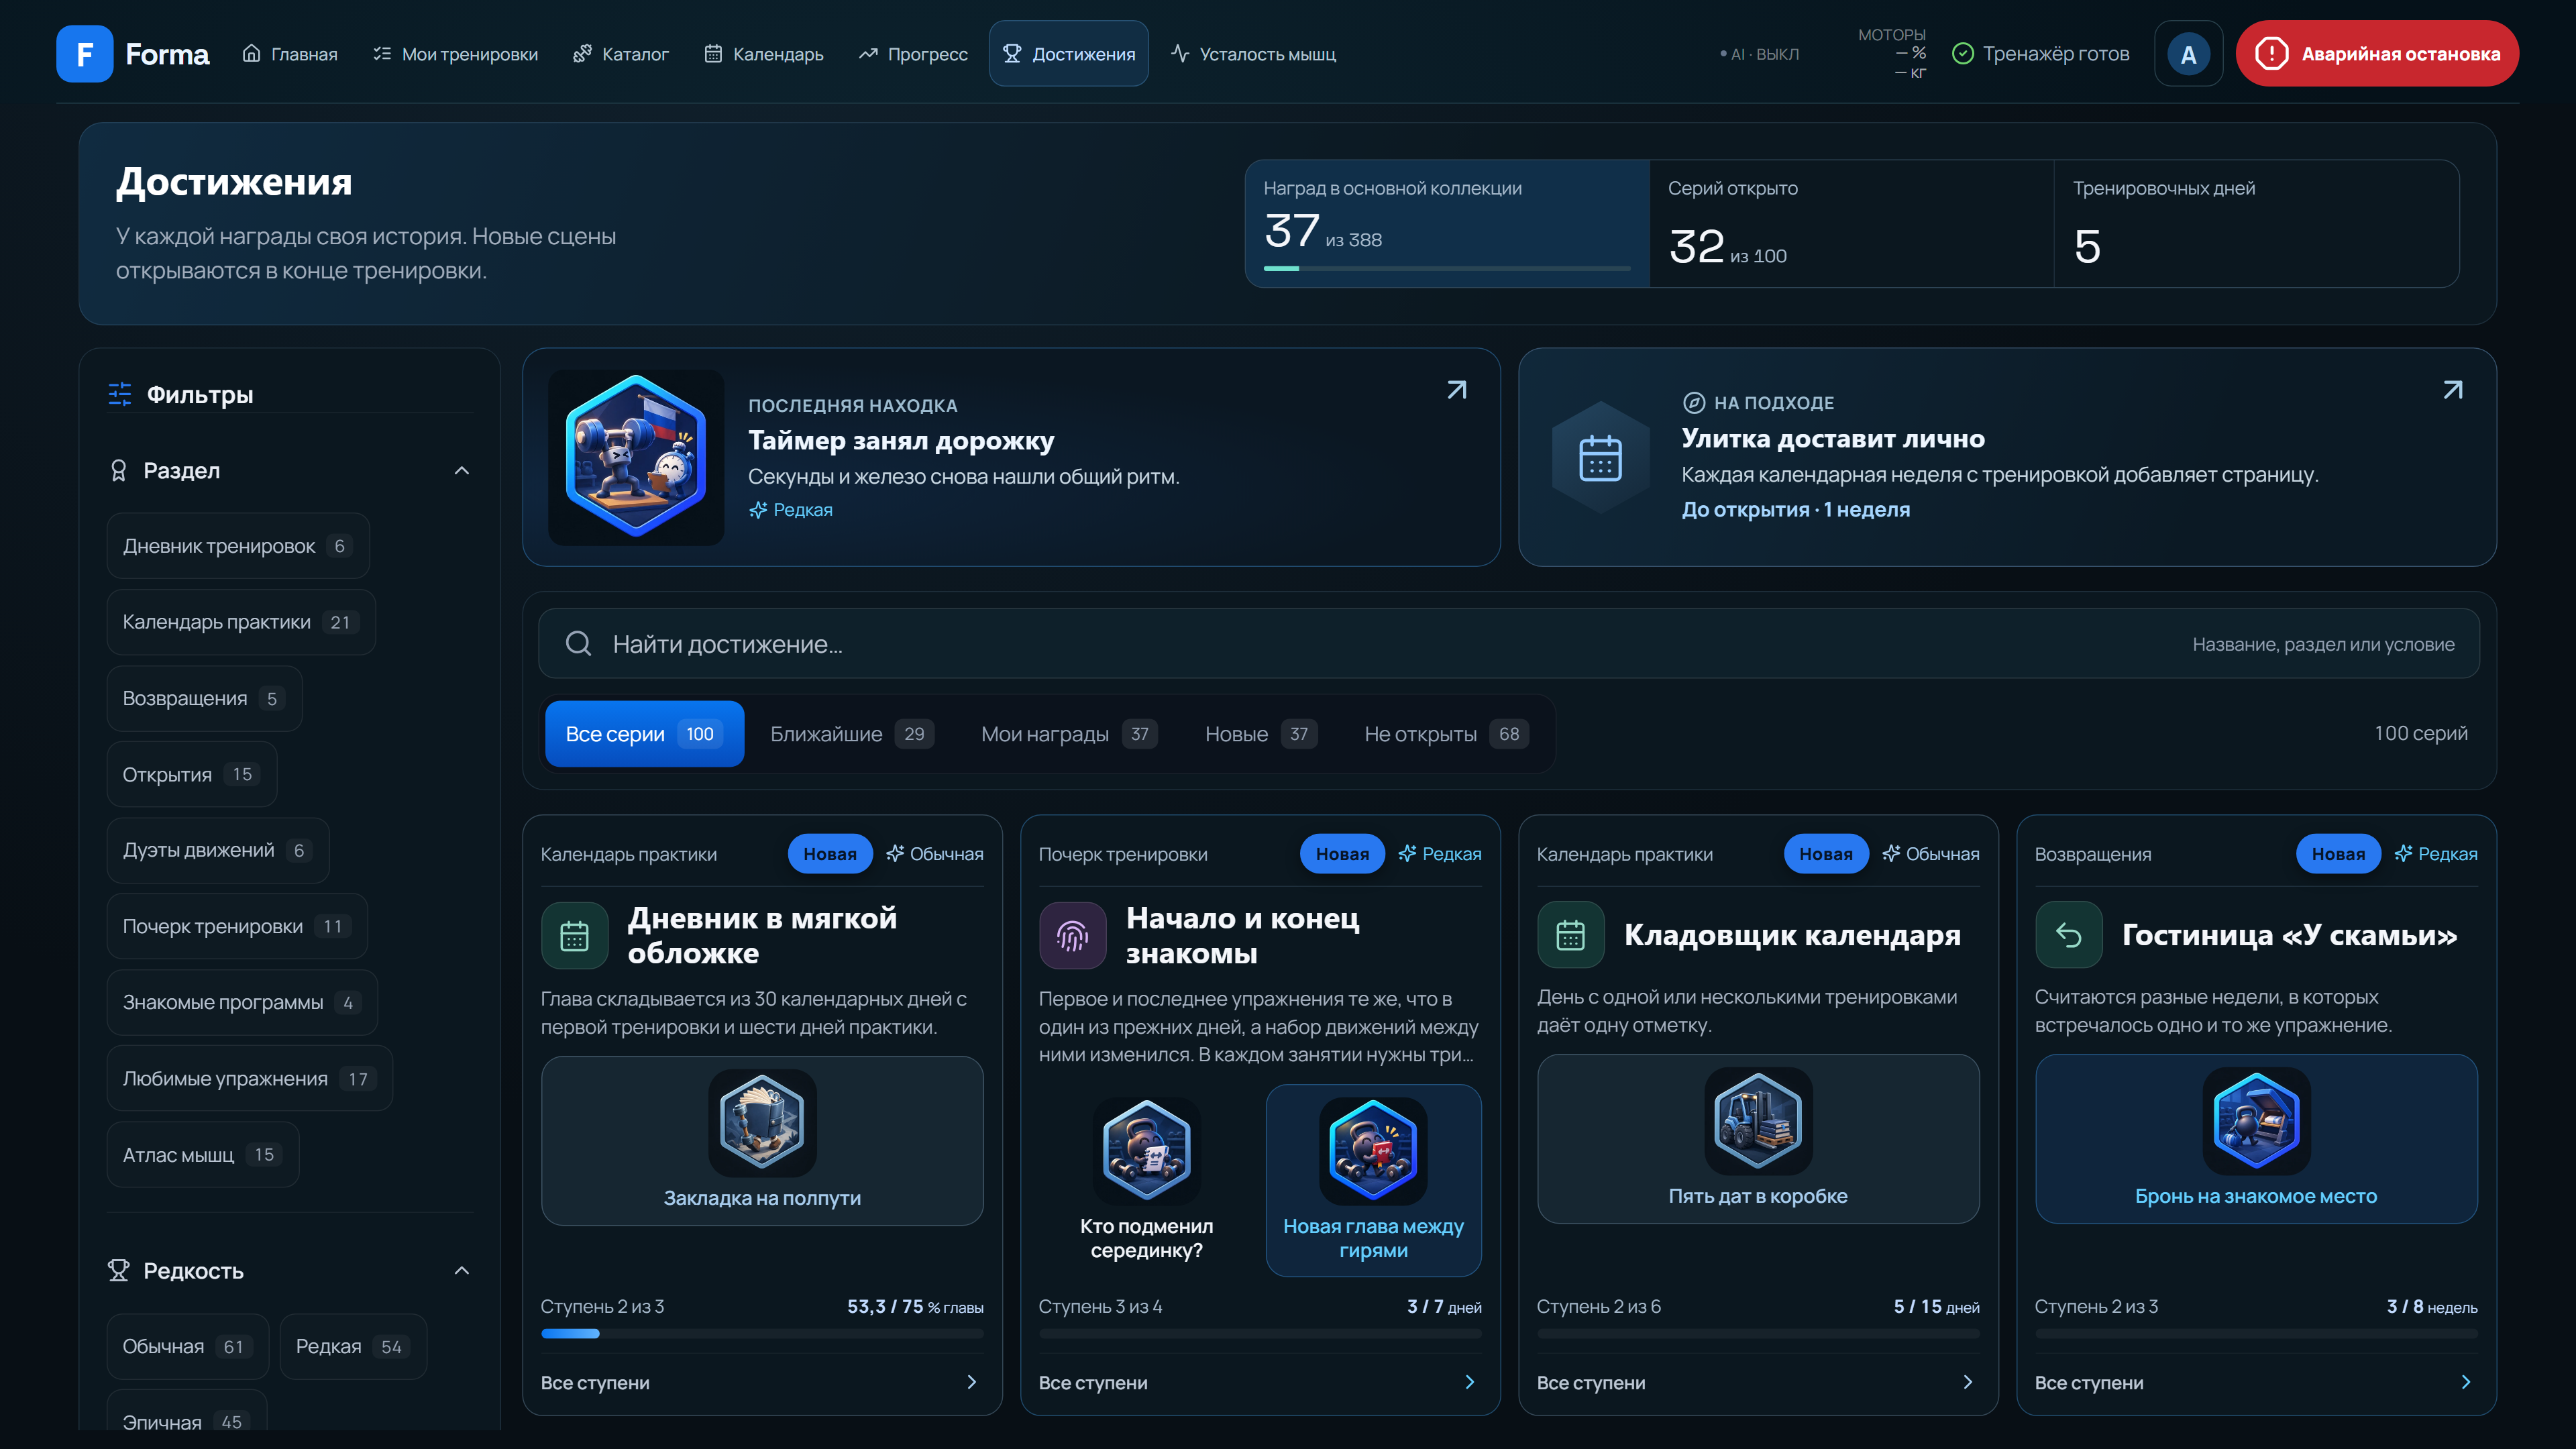 F Forma
Главная
Мои тренировки
Каталог
Календарь
Прогресс
Достижения
Усталость мышц
AI · ВЫКЛ
МОТОРЫ
– %
– кг
Тренажёр готов
A
Аварийная остановка
Достижения
У каждой награды своя история. Новые сцены
открываются в конце тренировки.
Наград в основной коллекции
37 из 388
Серий открыто
32 из 100
Тренировочных дней
5
Фильтры
Раздел
Дневник тренировок 6
Календарь практики 21
Возвращения 5
Открытия 15
Дуэты движений 6
Почерк тренировки 11
Знакомые программы 4
Любимые упражнения 17
Атлас мышц 15
Редкость
Обычная 61
Редкая 54
Эпичная 45
ПОСЛЕДНЯЯ НАХОДКА
Таймер занял дорожку
Секунды и железо снова нашли общий ритм.
Редкая
НА ПОДХОДЕ
Улитка доставит лично
Каждая календарная неделя с тренировкой добавляет страницу.
До открытия · 1 неделя
Найти достижение...
Название, раздел или условие
Все серии 100
Ближайшие 29
Мои награды 37
Новые 37
Не открыты 68
100 серий
Календарь практики
Новая
Обычная
Дневник в мягкой
обложке
Глава складывается из 30 календарных дней с
первой тренировки и шести дней практики.
Закладка на полпути
Ступень 2 из 3
53,3 / 75 % главы
Все ступени
Почерк тренировки
Новая
Редкая
Начало и конец
знакомы
Первое и последнее упражнения те же, что в
один из прежних дней, а набор движений между
ними изменился. В каждом занятии нужны три...
Кто подменил
серединку?
Новая глава между
гирями
Ступень 3 из 4
3 / 7 дней
Все ступени
Календарь практики
Новая
Обычная
Кладовщик календаря
День с одной или несколькими тренировками
даёт одну отметку.
Пять дат в коробке
Ступень 2 из 6
5 / 15 дней
Все ступени
Возвращения
Новая
Редкая
Гостиница «У скамьи»
Считаются разные недели, в которых
встречалось одно и то же упражнение.
Бронь на знакомое место
Ступень 2 из 3
3 / 8 недель
Все ступени